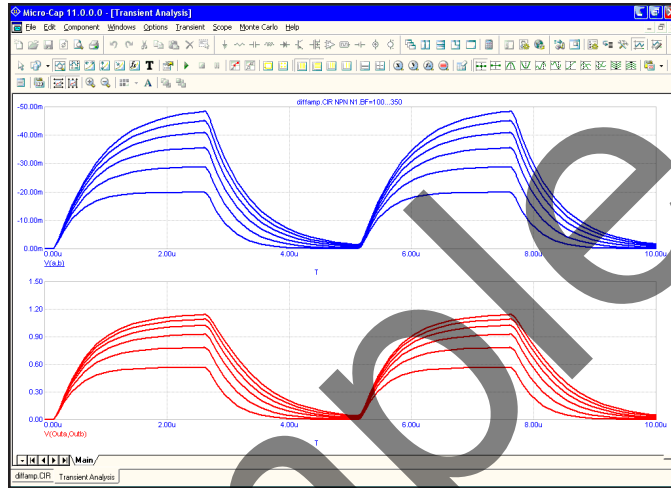 Micro-Cap 11.0.0.0 - [Transient Analysis]
File Edit Component Windows Options Transient Scope Monte Carlo Help
diffamp.CIR NPN N1.BF=100...350
-50.00m
-40.00m
-30.00m
-20.00m
-10.00m
0.00m
0.00u 2.00u 4.00u 6.00u 8.00u 10.00u
V(a,b)
T
1.50
1.20
0.90
0.60
0.30
0.00
0.00u 2.00u 4.00u 6.00u 8.00u 10.00u
V(Outa,Outb)
T
Main
diffamp.CIR Transient Analysis